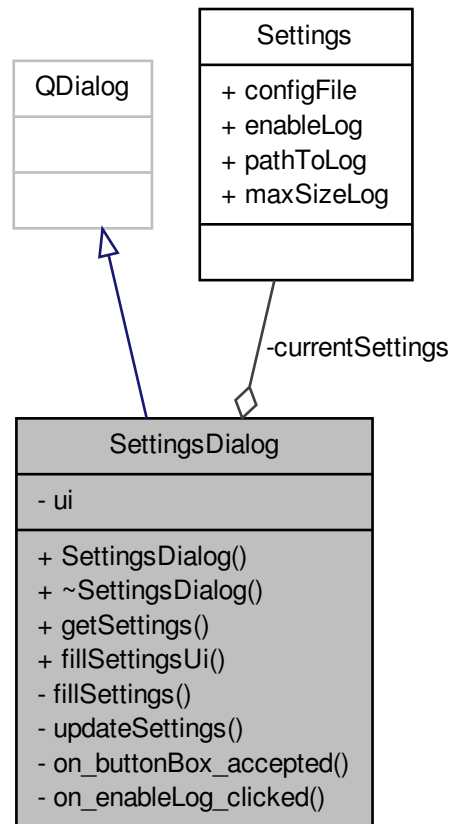 Settings
+ configFile
+ enableLog
+ pathToLog
+ maxSizeLog
QDialog
-currentSettings
SettingsDialog
- ui
+ SettingsDialog()
+ ~SettingsDialog()
+ getSettings()
+ fillSettingsUi()
- fillSettings()
- updateSettings()
- on_buttonBox_accepted()
- on_enableLog_clicked()